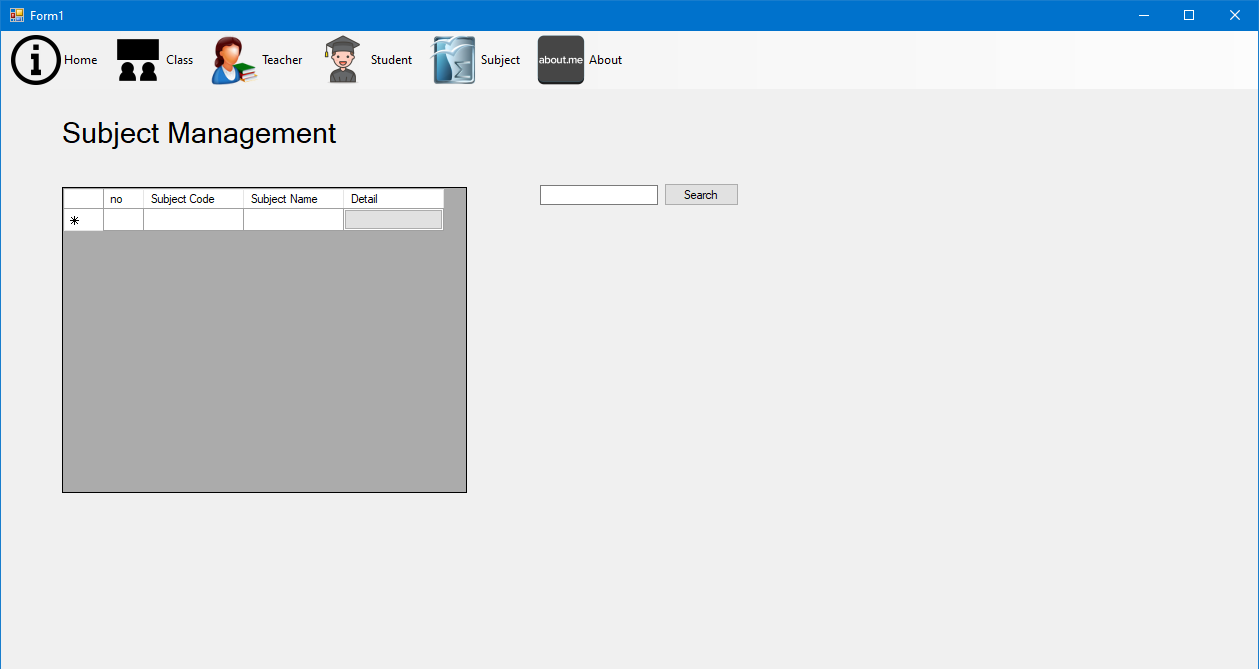 Form1
Home Class Teacher Student Subject about.me About
Subject Management
no Subject Code Subject Name Detail
Search